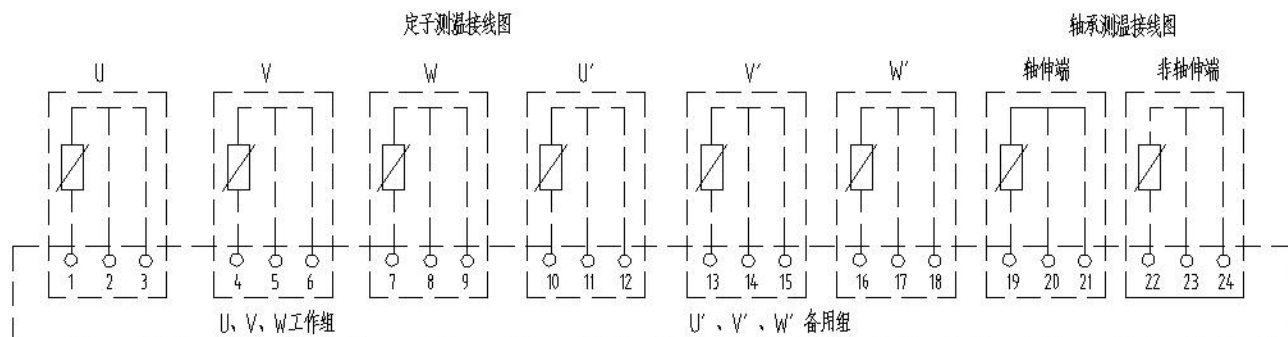 定子测温接线图
轴承测温接线图
U
V
W
U′
V′
W′
轴伸端
非轴伸端
1 2 3
4 5 6
7 8 9
10 11 12
13 14 15
16 17 18
19 20 21
22 23 24
U、V、W工作组
U′、V′、W′备用组